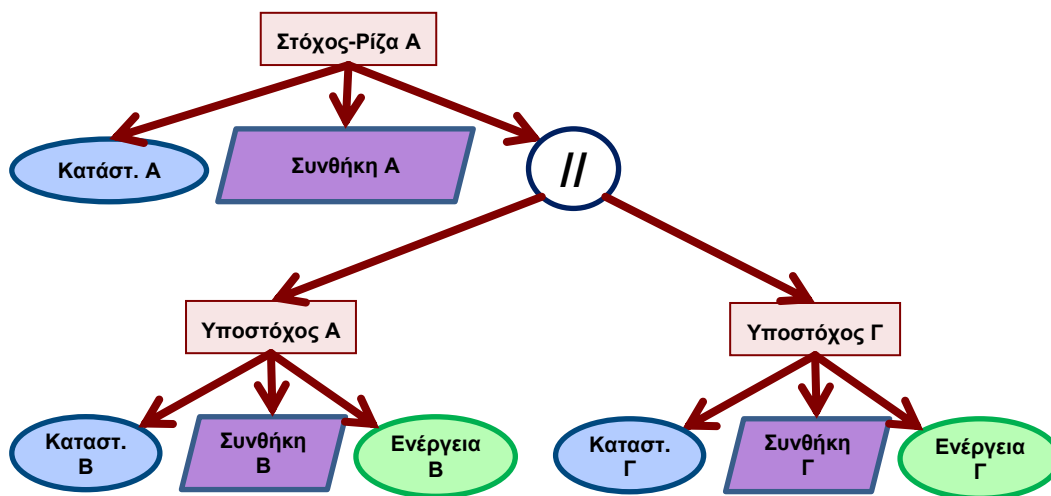 Στόχος-Ρίζα Α
Κατάστ. Α
Συνθήκη Α
//
Υποστόχος Α
Υποστόχος Γ
Καταστ.
Β
Συνθήκη
Β
Ενέργεια
Β
Καταστ.
Γ
Συνθήκη
Γ
Ενέργεια
Γ